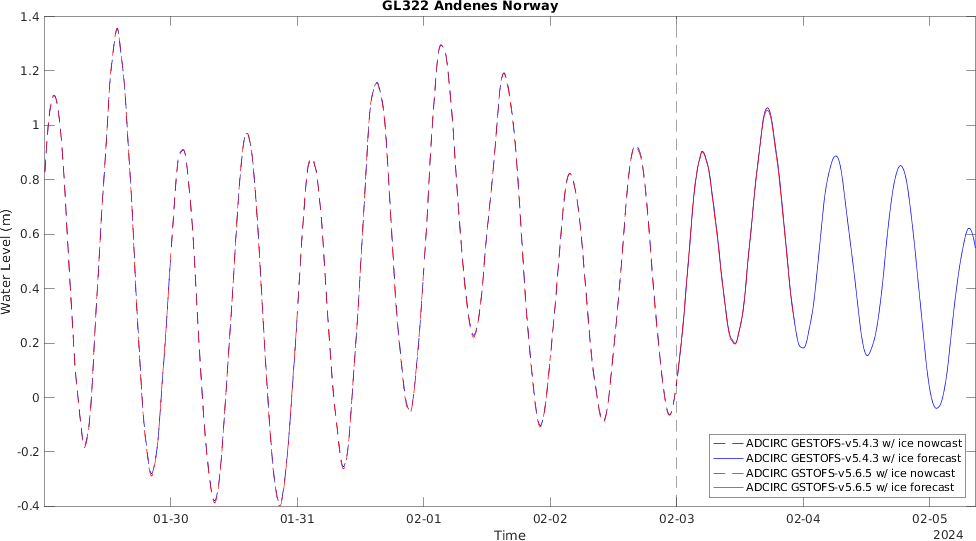 GL322 Andenes Norway
1.4
1.2
1
0.8
0.6
0.4
0.2
0
-0.2
-0.4
Water Level (m)
ADCIRC GESTOFS-v5.4.3 w/ ice nowcast
ADCIRC GESTOFS-v5.4.3 w/ ice forecast
ADCIRC GSTOFS-v5.6.5 w/ ice nowcast
ADCIRC GSTOFS-v5.6.5 w/ ice forecast
01-30 01-31 02-01 02-02 02-03 02-04 02-05
Time
2024